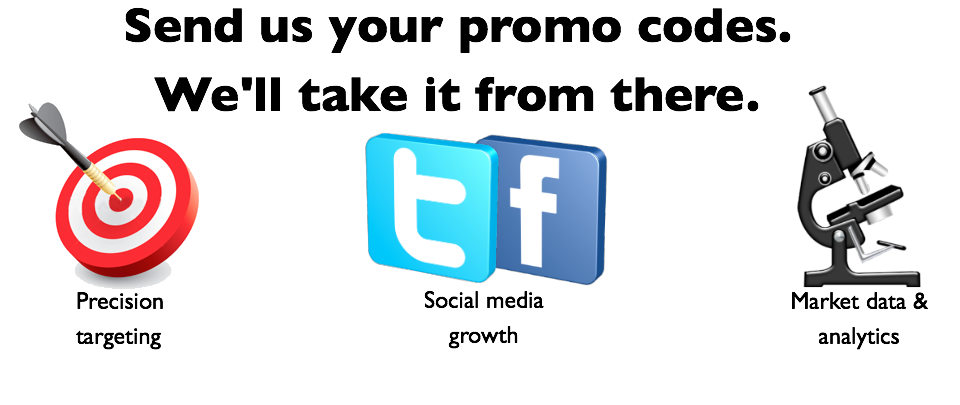 Send us your promo codes.
We'll take it from there.
t
f
Precision
targeting
Social media
growth
Market data &
analytics